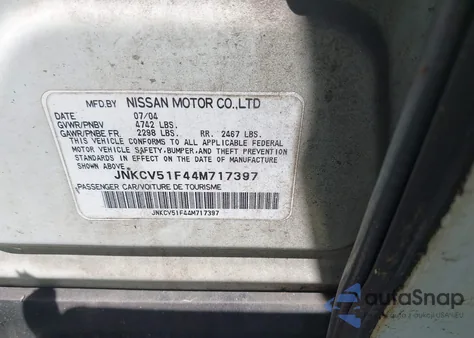 MFD.BY NISSAN MOTOR CO.,LTD
DATE 07/04
GVWR/PNBV 4742 LBS.
GAWR/PNBE FR. 2298 LBS. RR. 2467 LBS.
THIS VEHICLE CONFORMS TO ALL APPLICABLE FEDERAL
MOTOR VEHICLE SAFETY,BUMPER,AND THEFT PREVENTION
STANDARDS IN EFFECT ON THE DATE OF MANUFACTURE
SHOWN ABOVE.
JNKCV51F44M717397
PASSENGER CAR/VOITURE DE TOURISME
JNKCV51F44M717397
autoSnap